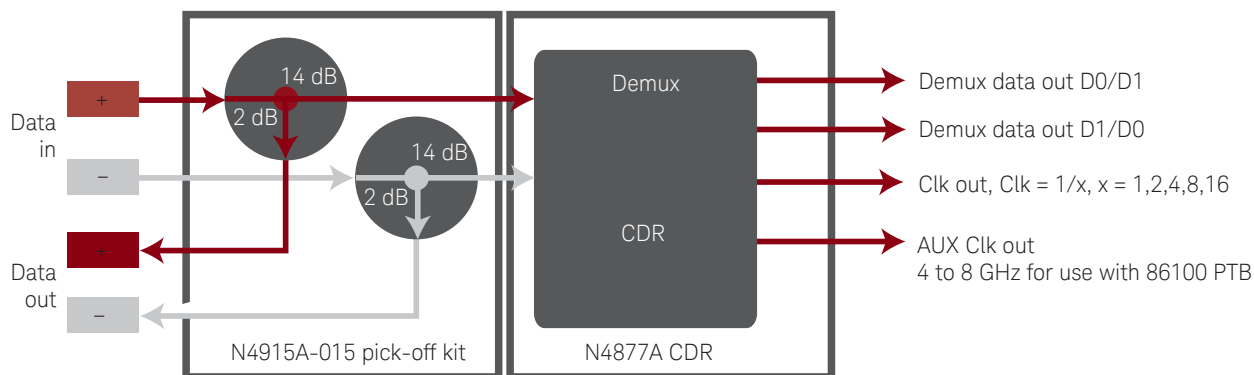 14 dB
2 dB
14 dB
2 dB
Data
in
+
–
Data
out
+
–
N4915A-015 pick-off kit
Demux
CDR
N4877A CDR
Demux data out D0/D1
Demux data out D1/D0
Clk out, Clk = 1/x, x = 1,2,4,8,16
AUX Clk out
4 to 8 GHz for use with 86100 PTB